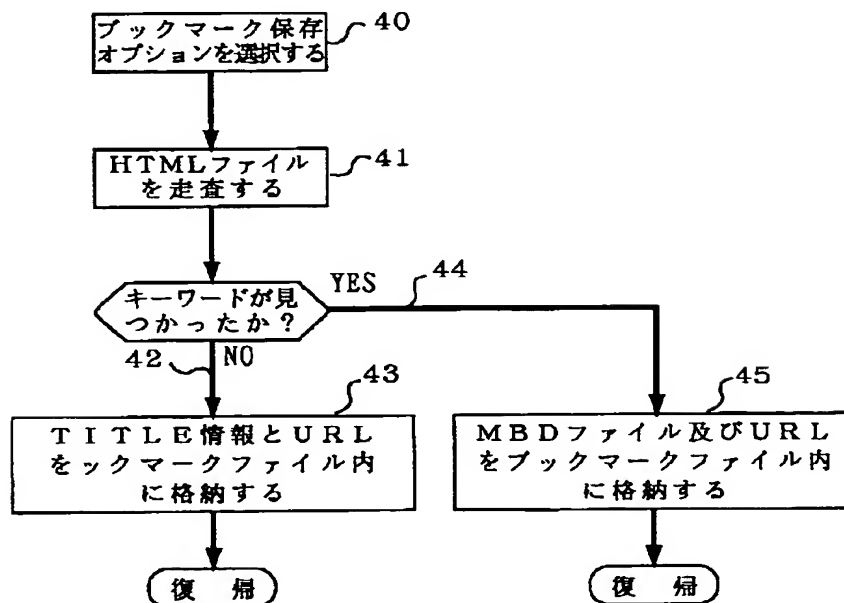 ブックマーク保存
オプションを選択する
40
HTMLファイル
を走査する
41
キーワードが見
つかったか?
YES
44
42
NO
43
TITLE情報とURL
をックマークファイル内
に格納する
45
MBDファイル及びURL
をブックマークファイル内
に格納する
復 帰
復 帰